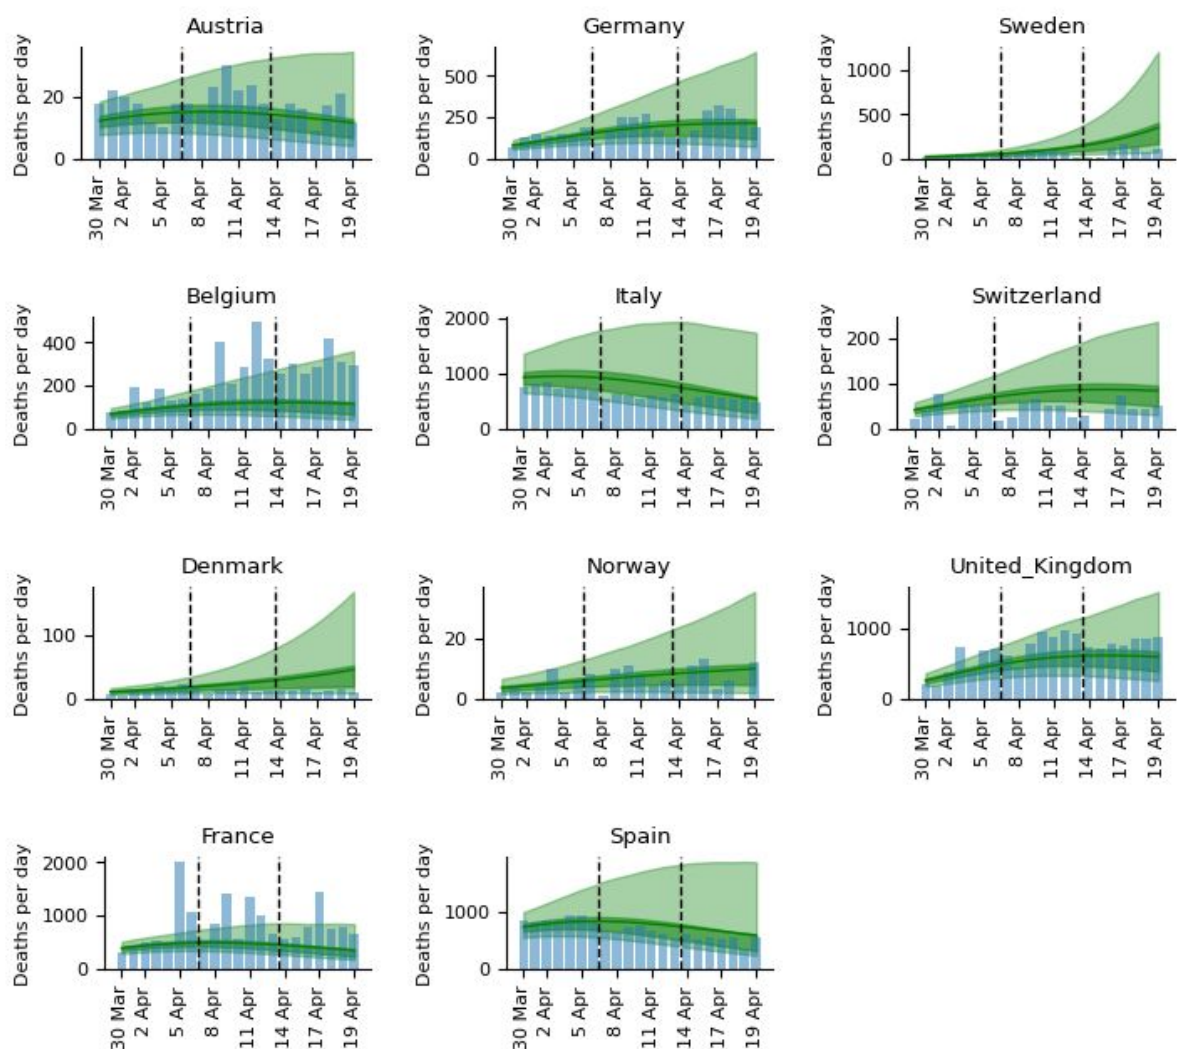 Austria
Deaths per day
20
0
30 Mar
2 Apr
5 Apr
8 Apr
11 Apr
14 Apr
17 Apr
19 Apr
Germany
Deaths per day
500
250
0
30 Mar
2 Apr
5 Apr
8 Apr
11 Apr
14 Apr
17 Apr
19 Apr
Sweden
Deaths per day
1000
500
0
30 Mar
2 Apr
5 Apr
8 Apr
11 Apr
14 Apr
17 Apr
19 Apr
Belgium
Deaths per day
400
200
0
30 Mar
2 Apr
5 Apr
8 Apr
11 Apr
14 Apr
17 Apr
19 Apr
Italy
Deaths per day
2000
1000
0
30 Mar
2 Apr
5 Apr
8 Apr
11 Apr
14 Apr
17 Apr
19 Apr
Switzerland
Deaths per day
200
100
0
30 Mar
2 Apr
5 Apr
8 Apr
11 Apr
14 Apr
17 Apr
19 Apr
Denmark
Deaths per day
100
0
30 Mar
2 Apr
5 Apr
8 Apr
11 Apr
14 Apr
17 Apr
19 Apr
Norway
Deaths per day
20
0
30 Mar
2 Apr
5 Apr
8 Apr
11 Apr
14 Apr
17 Apr
19 Apr
United_Kingdom
Deaths per day
1000
0
30 Mar
2 Apr
5 Apr
8 Apr
11 Apr
14 Apr
17 Apr
19 Apr
France
Deaths per day
2000
1000
0
30 Mar
2 Apr
5 Apr
8 Apr
11 Apr
14 Apr
17 Apr
19 Apr
Spain
Deaths per day
1000
0
30 Mar
2 Apr
5 Apr
8 Apr
11 Apr
14 Apr
17 Apr
19 Apr